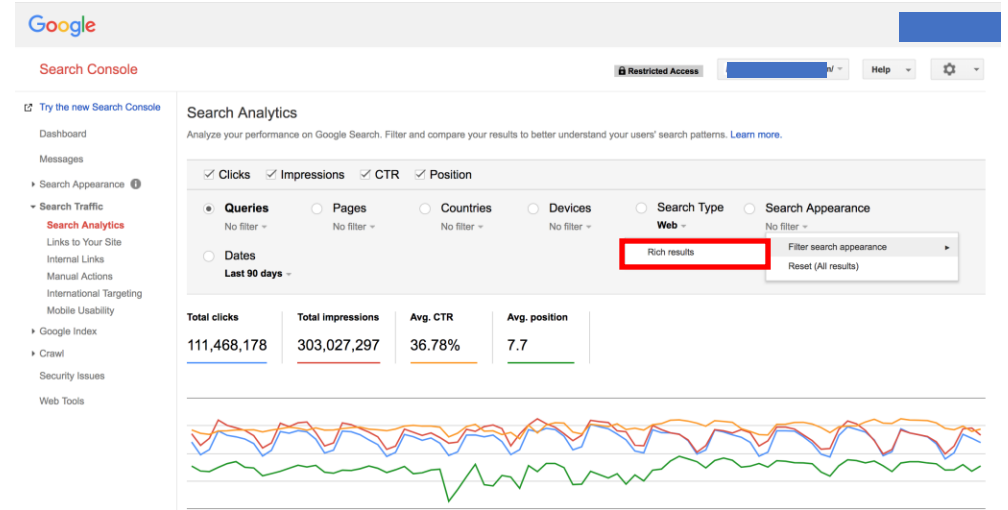 Google
Search Console
Restricted Access
m/
Help
Try the new Search Console
Dashboard
Messages
Search Appearance
Search Traffic
Search Analytics
Links to Your Site
Internal Links
Manual Actions
International Targeting
Mobile Usability
Google Index
Crawl
Security Issues
Web Tools
Search Analytics
Analyze your performance on Google Search. Filter and compare your results to better understand your users' search patterns. Learn more.
Clicks Impressions CTR Position
Queries Pages Countries Devices Search Type Search Appearance
No filter No filter No filter No filter Web No filter
Rich results
Filter search appearance
Reset (All results)
Dates
Last 90 days
Total clicks Total impressions Avg. CTR Avg. position
111,468,178 303,027,297 36.78% 7.7